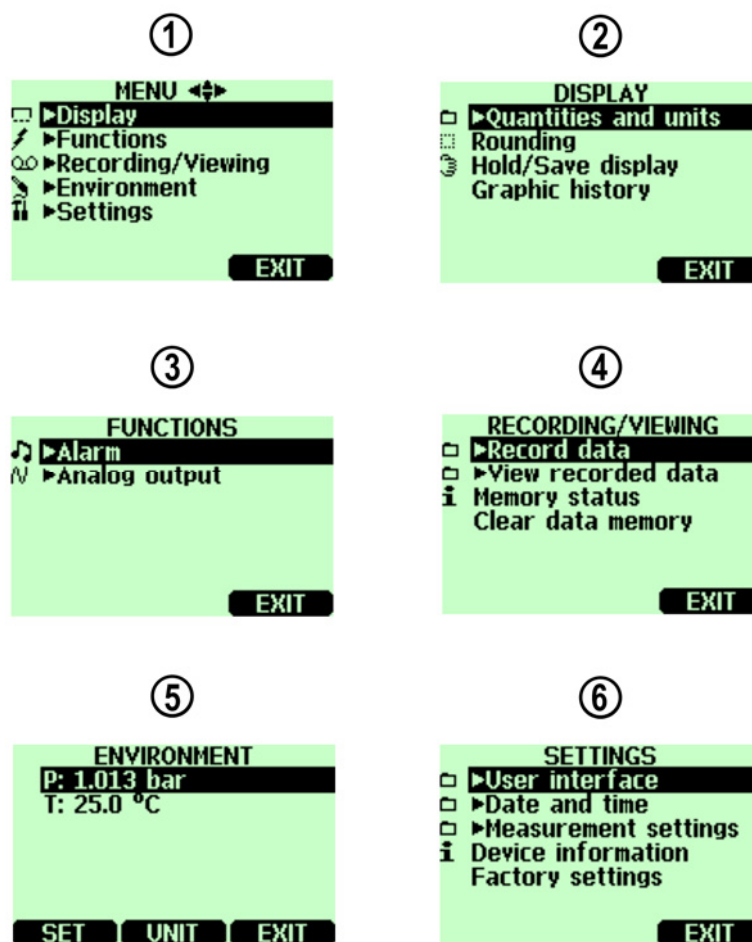 ①
MENU ◄♦►
►Display
►Functions
►Recording/Viewing
►Environment
►Settings
EXIT
②
DISPLAY
►Quantities and units
Rounding
Hold/Save display
Graphic history
EXIT
③
FUNCTIONS
►Alarm
►Analog output
EXIT
④
RECORDING/VIEWING
►Record data
►View recorded data
Memory status
Clear data memory
EXIT
⑤
ENVIRONMENT
P: 1.013 bar
T: 25.0 ºC
SET UNIT EXIT
⑥
SETTINGS
►User interface
►Date and time
►Measurement settings
Device information
Factory settings
EXIT